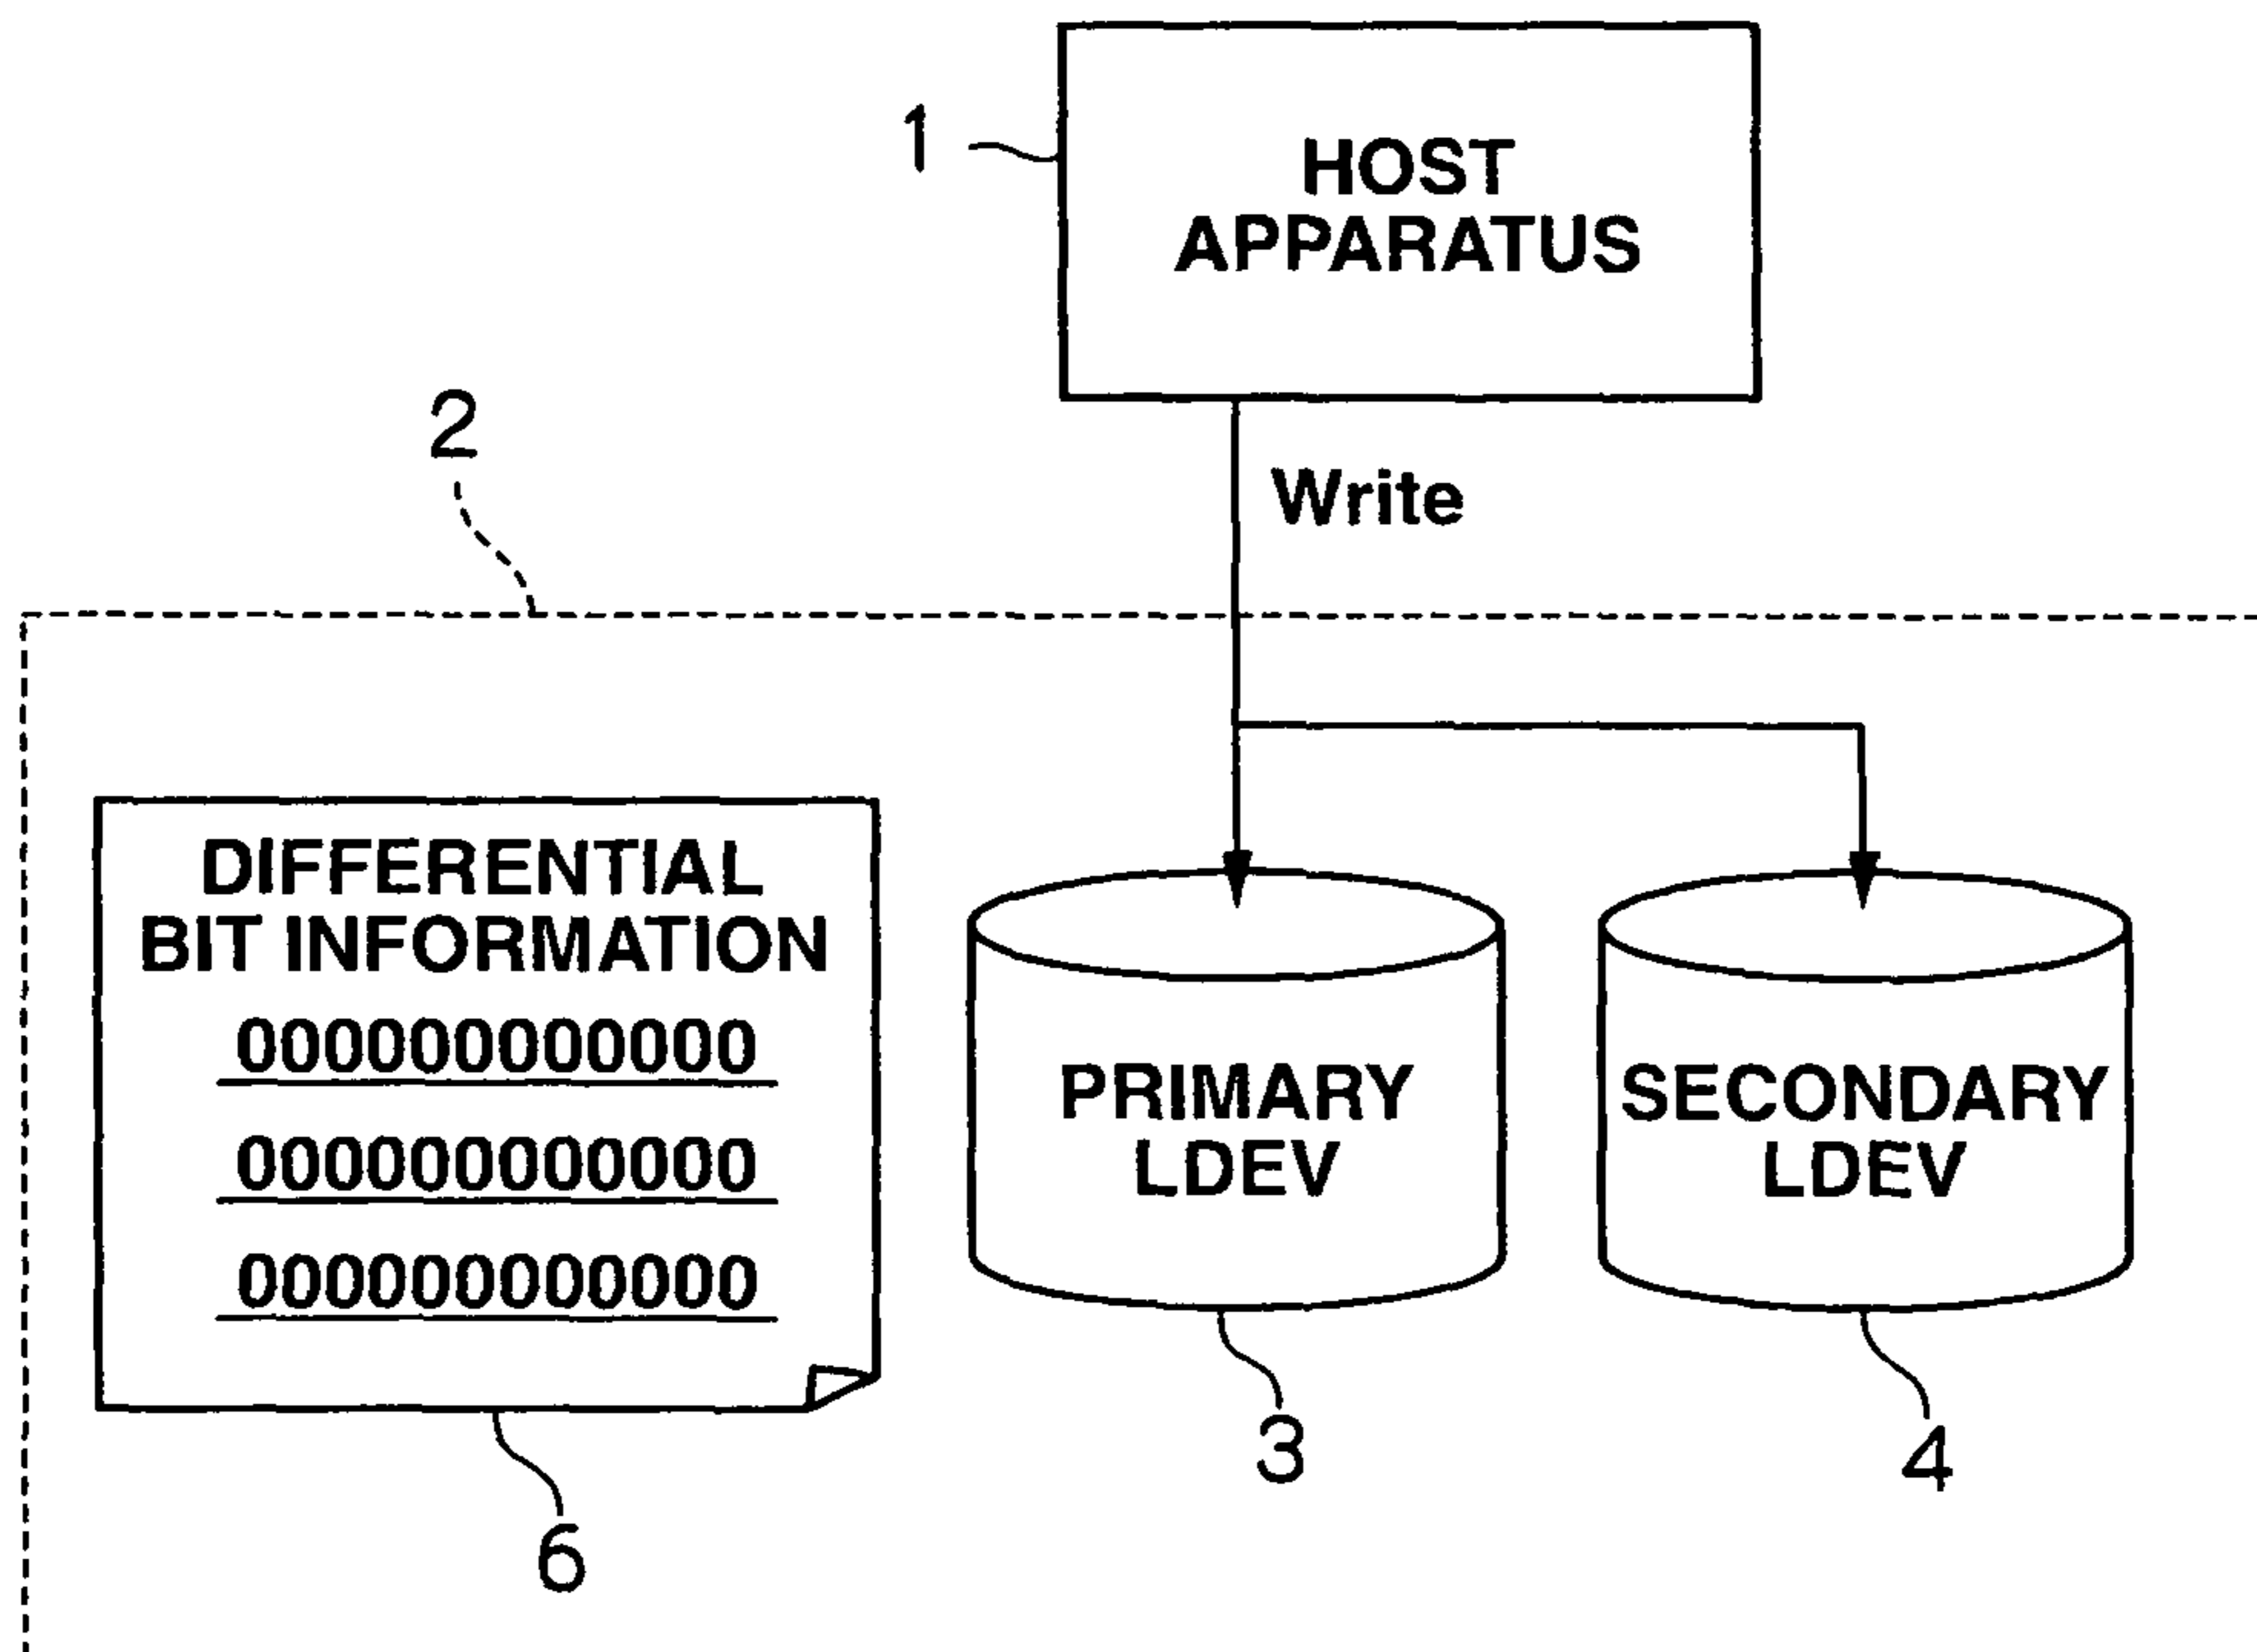 1
HOST
APPARATUS
2
Write
DIFFERENTIAL
BIT INFORMATION
000000000000
000000000000
000000000000
PRIMARY
LDEV
SECONDARY
LDEV
3
4
6